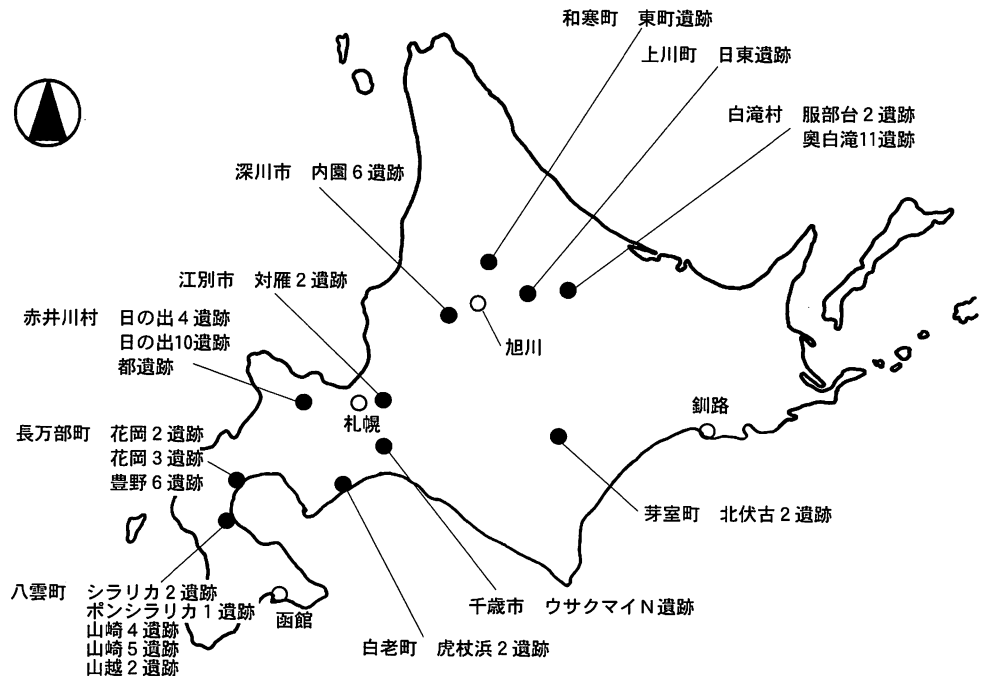 和寒町　東町遺跡
上川町　日東遺跡
白滝村　服部台２遺跡
奥白滝11遺跡
深川市　内園６遺跡
江別市　対雁２遺跡
赤井川村　日の出４遺跡
日の出10遺跡
都遺跡
旭川
札幌
釧路
長万部町　花岡２遺跡
花岡３遺跡
豊野６遺跡
芽室町　北伏古２遺跡
八雲町　シラリカ２遺跡
ポンシラリカ１遺跡
山崎４遺跡
山崎５遺跡
山越２遺跡
函館
千歳市　ウサクマイＮ遺跡
白老町　虎杖浜２遺跡